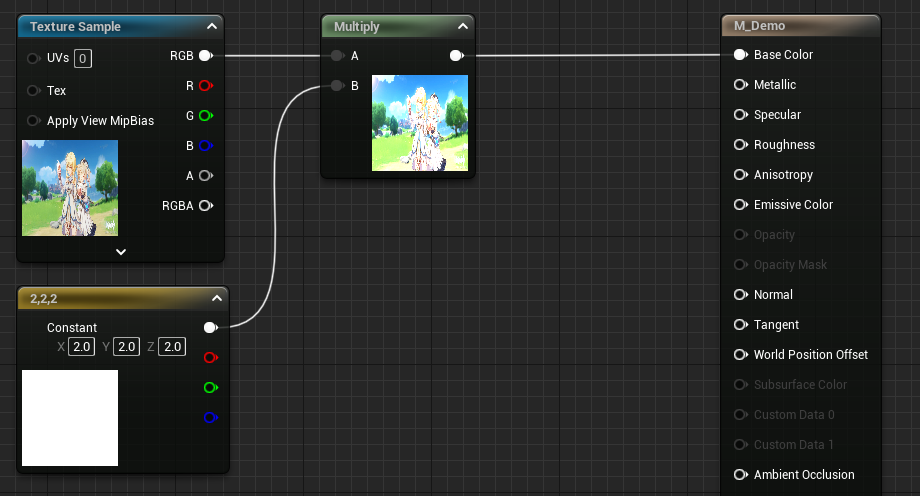 Texture Sample
UVs 0
Tex
Apply View MipBias
RGB
R
G
B
A
RGBA
2,2,2
Constant
X 2.0 Y 2.0 Z 2.0
Multiply
A
B
M_Demo
Base Color
Metallic
Specular
Roughness
Anisotropy
Emissive Color
Opacity
Opacity Mask
Normal
Tangent
World Position Offset
Subsurface Color
Custom Data 0
Custom Data 1
Ambient Occlusion